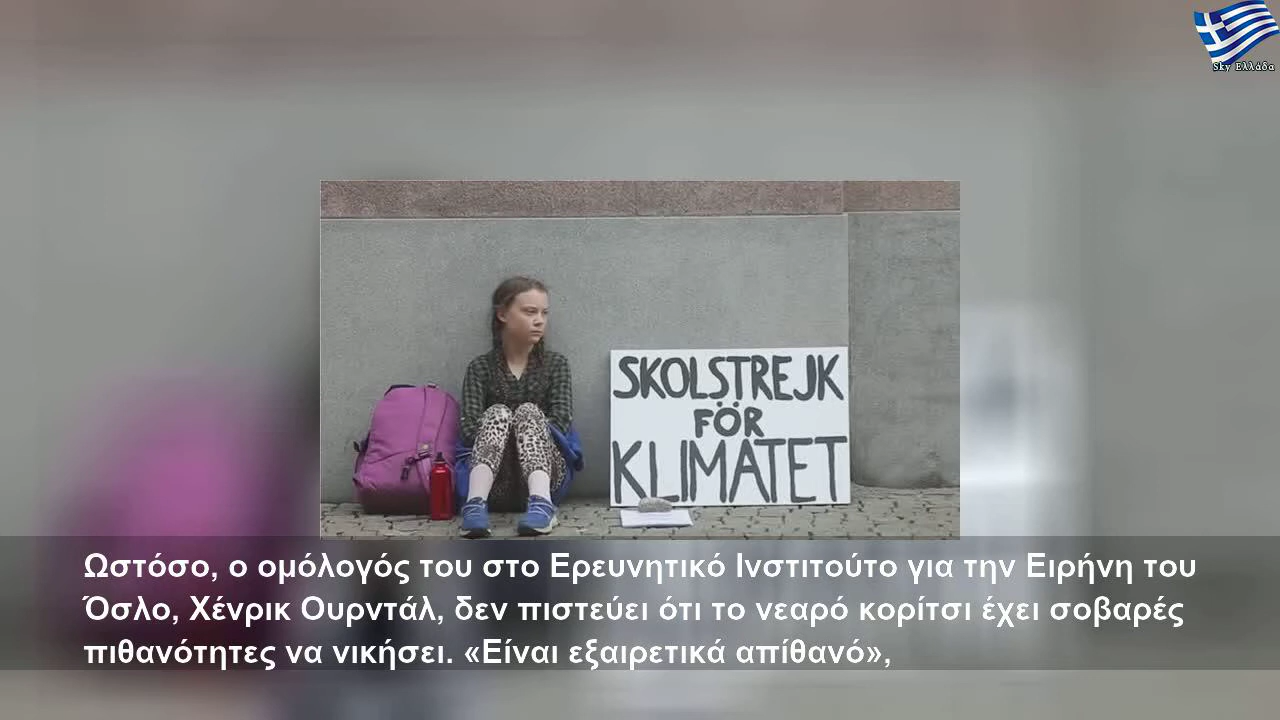 Sky Ελλάδα
SKOLSTREJK
FÖR
KLIMATET
Ωστόσο, ο ομόλογός του στο Ερευνητικό Ινστιτούτο για την Ειρήνη του
Όσλο, Χένρικ Ουρντάλ, δεν πιστεύει ότι το νεαρό κορίτσι έχει σοβαρές
πιθανότητες να νικήσει. «Είναι εξαιρετικά απίθανό»,